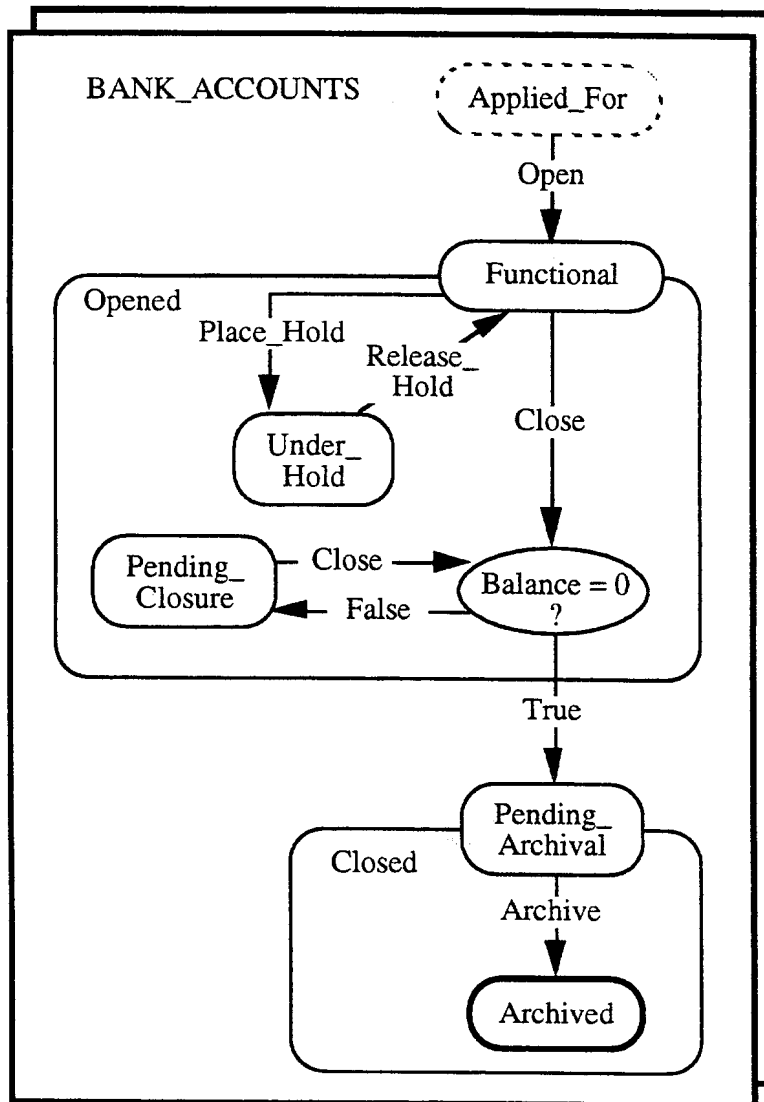 BANK_ACCOUNTS
Applied_For
Open
Functional
Opened
Place_Hold
Release_
Hold
Close
Under_
Hold
Pending_
Closure
Close
False
Balance = 0
?
True
Pending_
Archival
Closed
Archive
Archived